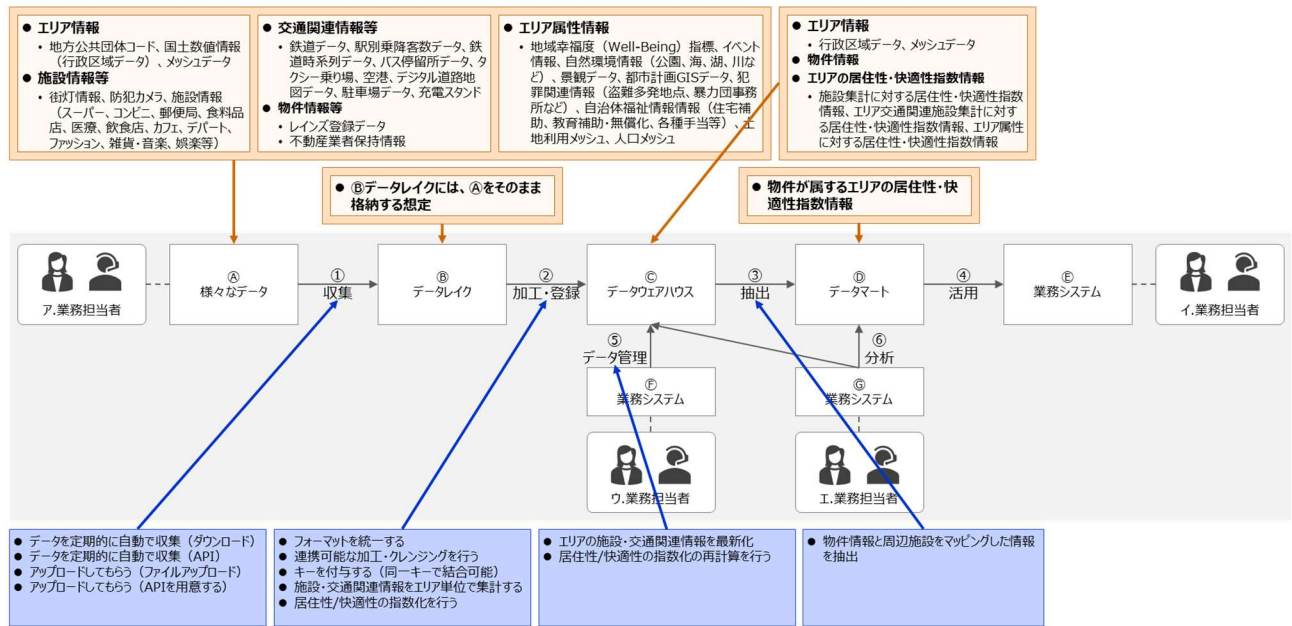 ● エリア情報
・ 地方公共団体コード、国土数値情報
（行政区域データ）、メッシュデータ
● 施設情報等
・ 街灯情報、防犯カメラ、施設情報
（スーパー、コンビニ、郵便局、食料品
店、医療、飲食店、カフェ、デパート、
ファッション、雑貨・音楽、娯楽等）
● 交通関連情報等
・ 鉄道データ、駅別乗降客数データ、鉄
道時系列データ、バス停留所データ、タ
クシー乗り場、空港、デジタル道路地
図データ、駐車場データ、充電スタンド
● 物件情報等
・ レインズ登録データ
・ 不動産業者保持情報
● エリア属性情報
・ 地域幸福度（Well-Being）指標、イベント
情報、自然環境情報（公園、海、湖、川な
ど）、景観データ、都市計画GISデータ、犯
罪関連情報（盗難多発地点、暴力団事務
所など）、自治体福祉情報情報（住宅補
助、教育補助・無償化、各種手当等）、土
地利用メッシュ、人口メッシュ
● エリア情報
・ 行政区域データ、メッシュデータ
● 物件情報
● エリアの居住性・快適性指数情報
・ 施設集計に対する居住性・快適性指数
情報、エリア交通関連施設集計に対す
る居住性・快適性指数情報、エリア属性
に対する居住性・快適性指数情報
● Ⓑデータレイクには、Ⓐをそのまま
格納する想定
● 物件が属するエリアの居住性・快
適性指数情報
ア.業務担当者
Ⓐ
様々なデータ
①
収集
Ⓑ
データレイク
②
加工・登録
Ⓒ
データウェアハウス
③
抽出
Ⓓ
データマート
④
活用
Ⓔ
業務システム
イ.業務担当者
⑤
データ管理
⑥
分析
Ⓕ
業務システム
Ⓖ
業務システム
ウ.業務担当者
エ.業務担当者
● データを定期的に自動で収集（ダウンロード）
● データを定期的に自動で収集（API）
● アップロードしてもらう（ファイルアップロード）
● アップロードしてもらう（APIを用意する）
● フォーマットを統一する
● 連携可能な加工・クレンジングを行う
● キーを付与する（同一キーで結合可能）
● 施設・交通関連情報をエリア単位で集計する
● 居住性/快適性の指数化を行う
● エリアの施設・交通関連情報を最新化
● 居住性/快適性の指数化の再計算を行う
● 物件情報と周辺施設をマッピングした情報
を抽出